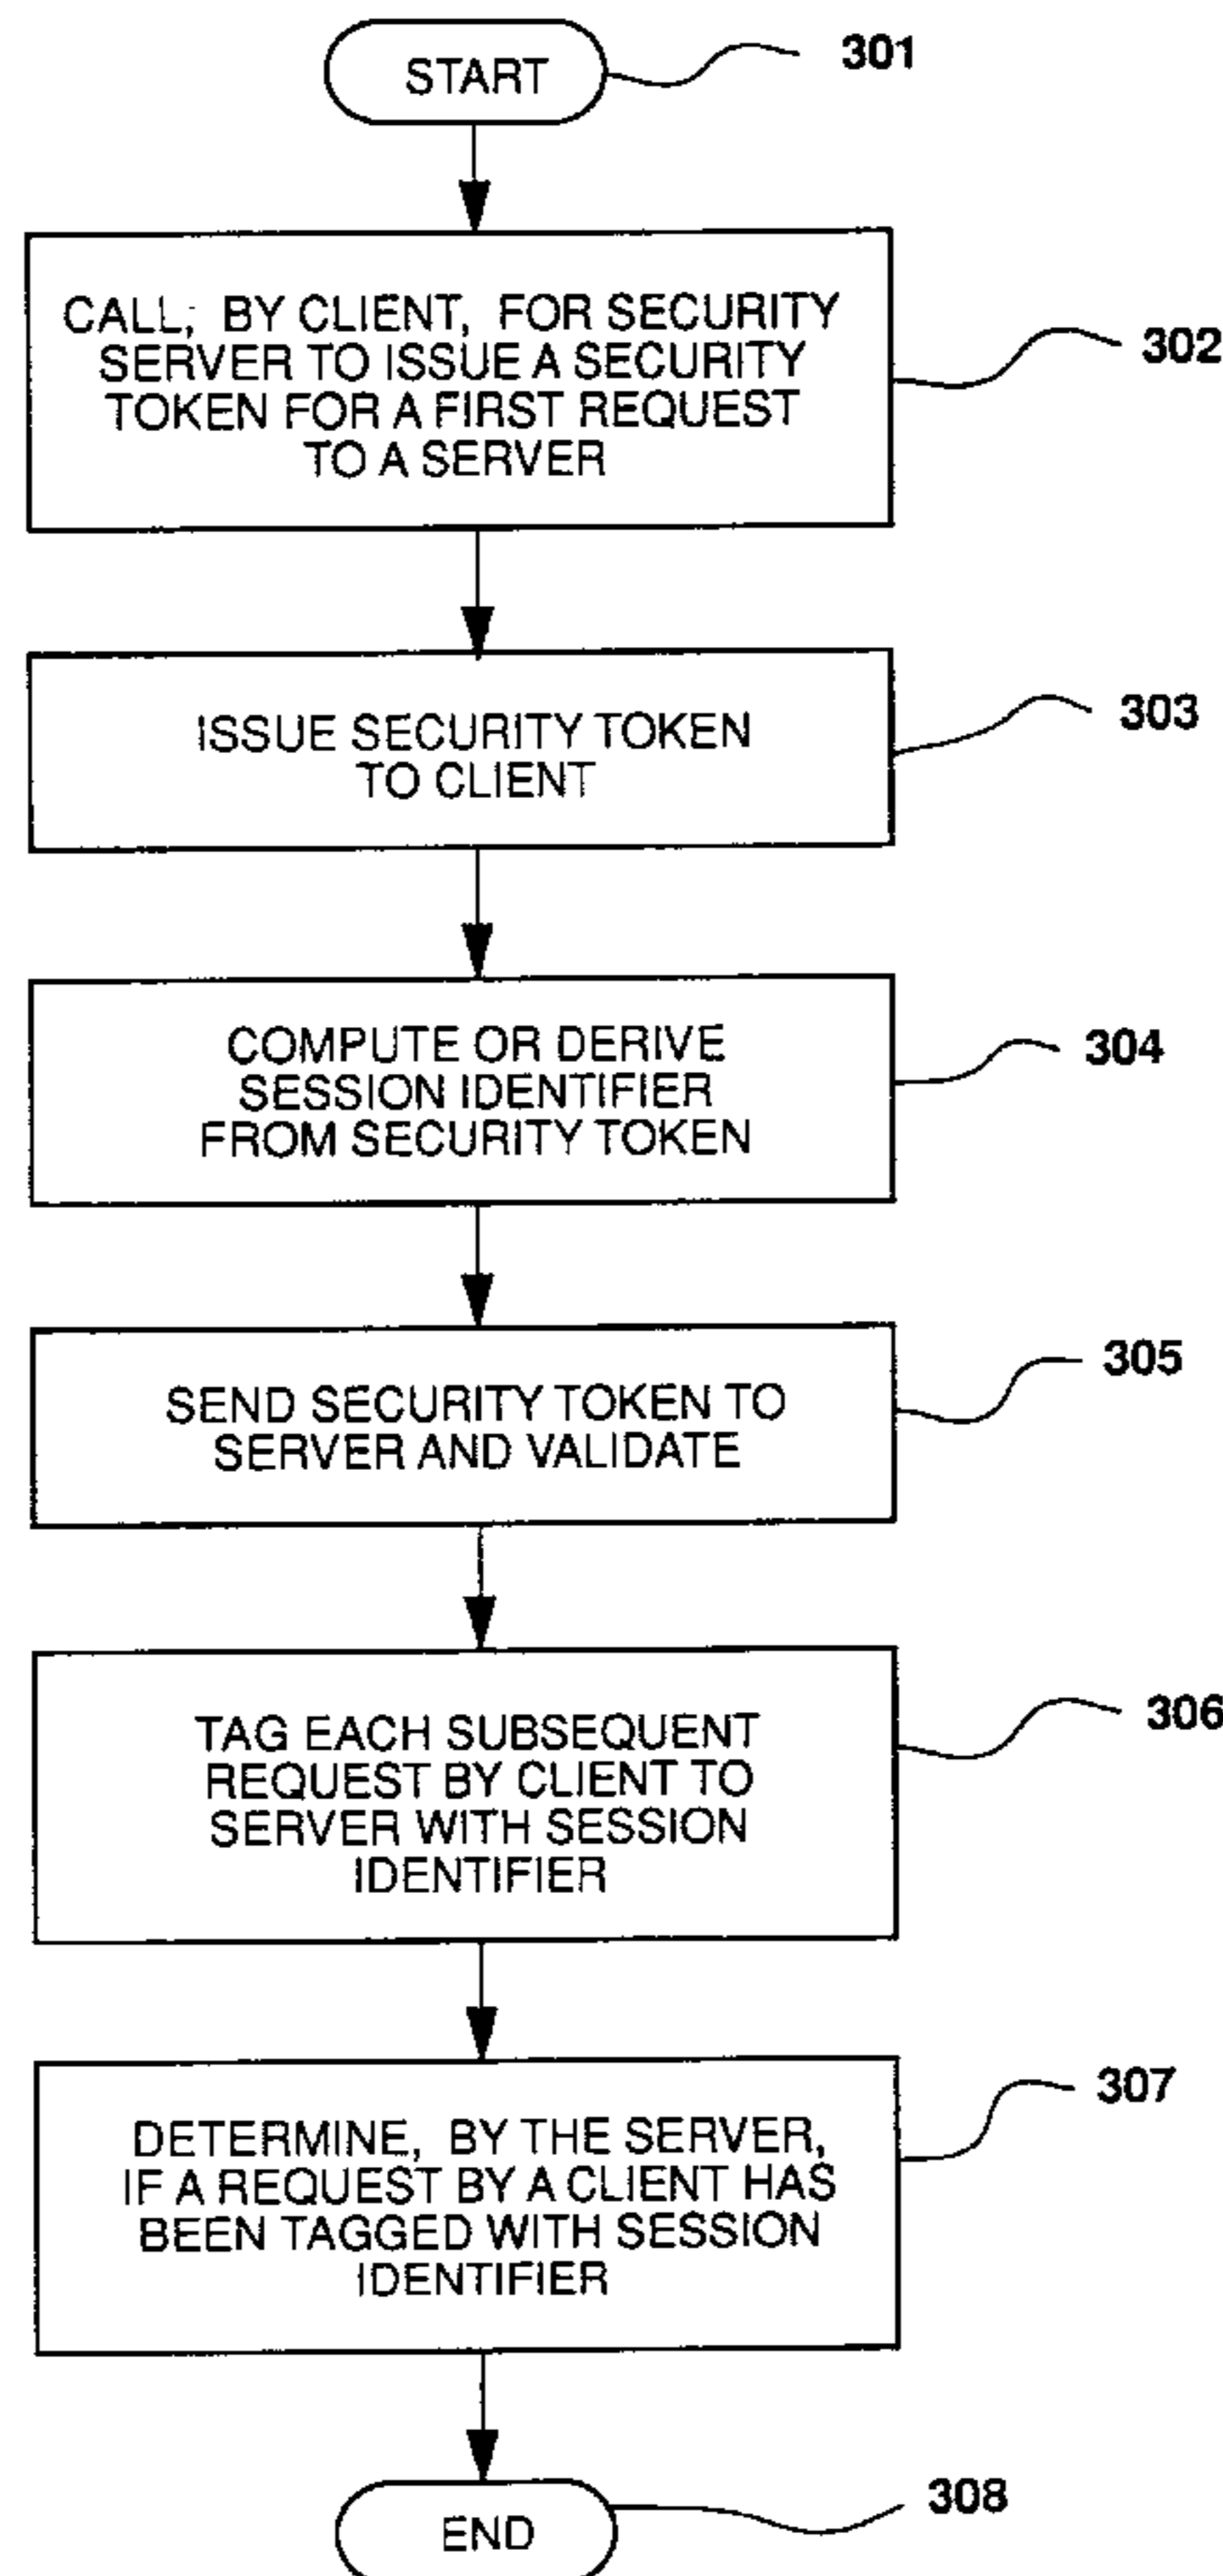 START
301
CALL, BY CLIENT, FOR SECURITY
SERVER TO ISSUE A SECURITY
TOKEN FOR A FIRST REQUEST
TO A SERVER
302
ISSUE SECURITY TOKEN
TO CLIENT
303
COMPUTE OR DERIVE
SESSION IDENTIFIER
FROM SECURITY TOKEN
304
SEND SECURITY TOKEN TO
SERVER AND VALIDATE
305
TAG EACH SUBSEQUENT
REQUEST BY CLIENT TO
SERVER WITH SESSION
IDENTIFIER
306
DETERMINE, BY THE SERVER,
IF A REQUEST BY A CLIENT HAS
BEEN TAGGED WITH SESSION
IDENTIFIER
307
END
308